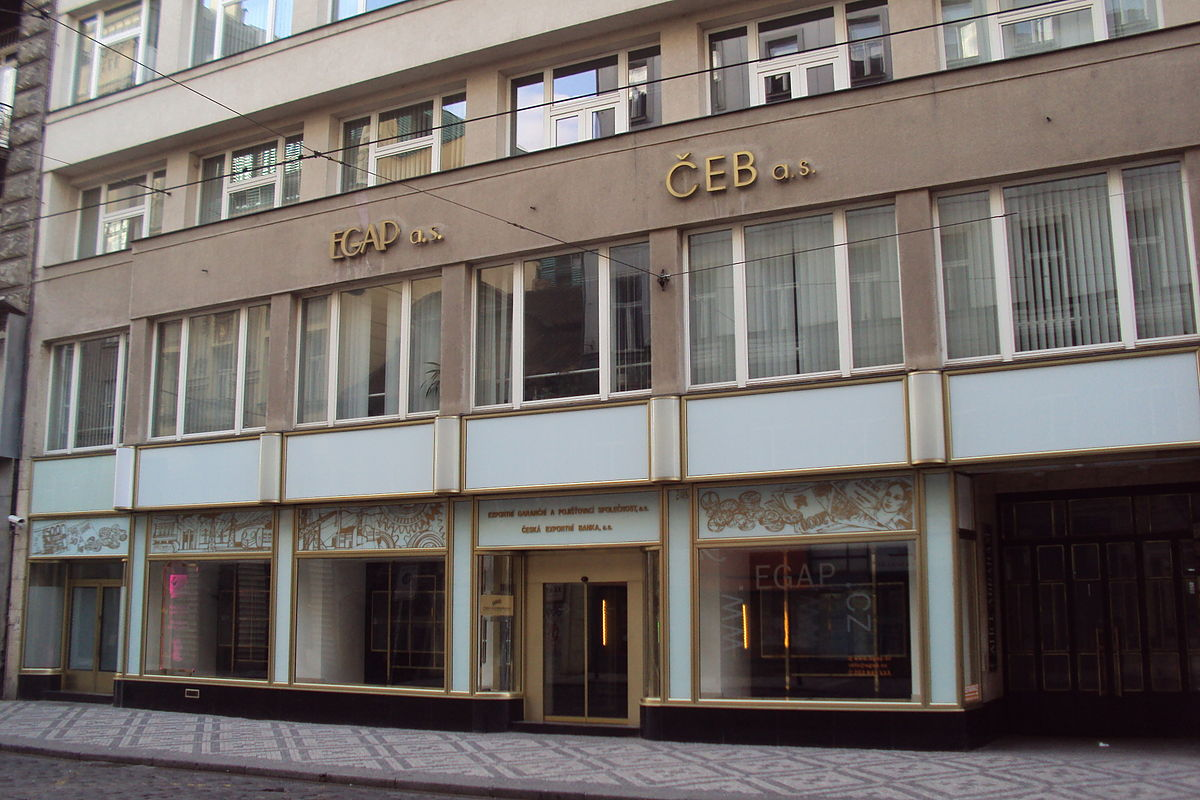 EGAP a.s.
ČEB a.s.
EXPORTNÍ GARANČNÍ A POJIŠŤOVACÍ SPOLEČNOST, a.s.
ČESKÁ EXPORTNÍ BANKA, a.s.
EGAP
WWW
.CZ